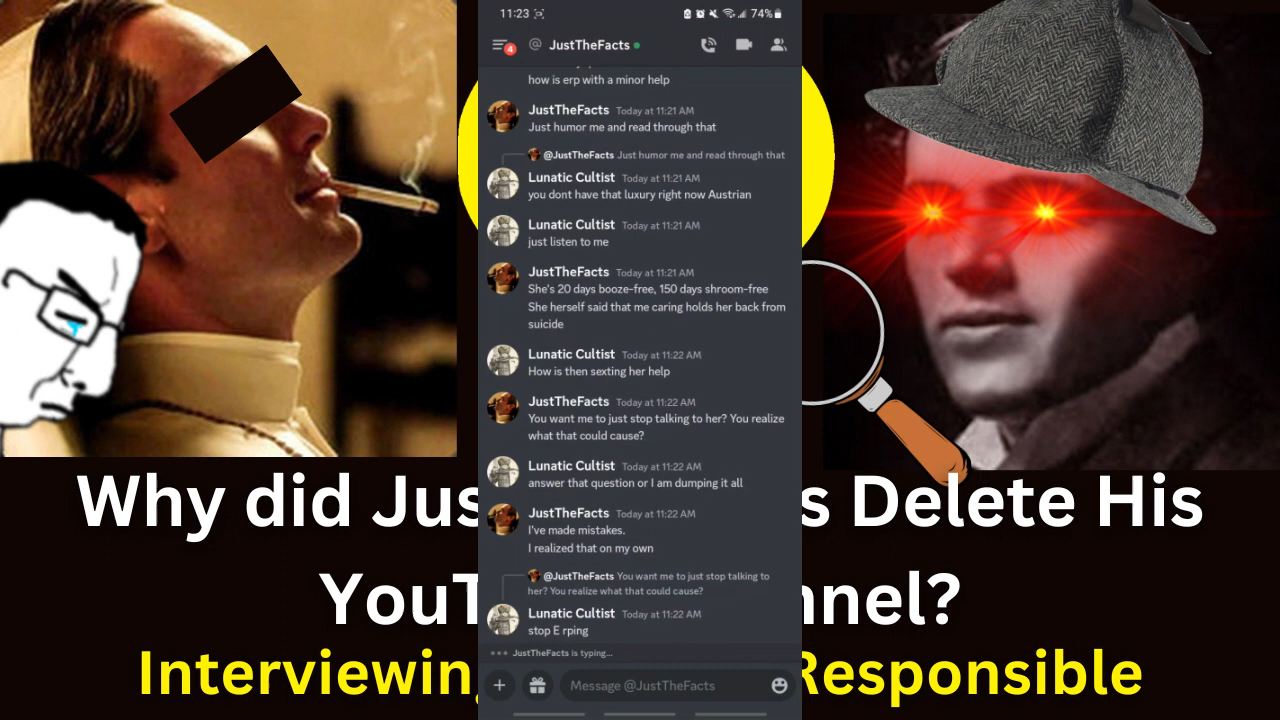 11:23
74%
4
@ JustTheFacts
how is erp with a minor help
JustTheFacts Today at 11:21 AM
Just humor me and read through that
@JustTheFacts Just humor me and read through that
Lunatic Cultist Today at 11:21 AM
you dont have that luxury right now Austrian
Lunatic Cultist Today at 11:21 AM
just listen to me
JustTheFacts Today at 11:21 AM
She's 20 days booze-free, 150 days shroom-free
She herself said that me caring holds her back from
suicide
Lunatic Cultist Today at 11:22 AM
How is then sexting her help
JustTheFacts Today at 11:22 AM
You want me to just stop talking to her? You realize
what that could cause?
Lunatic Cultist Today at 11:22 AM
answer that question or I am dumping it all
JustTheFacts Today at 11:22 AM
I've made mistakes.
I realized that on my own
@JustTheFacts You want me to just stop talking to
her? You realize what that could cause?
Lunatic Cultist Today at 11:22 AM
stop E rping
JustTheFacts is typing...
Message @JustTheFacts
Why did Jus s Delete His
YouT nnel?
Interviewin Responsible